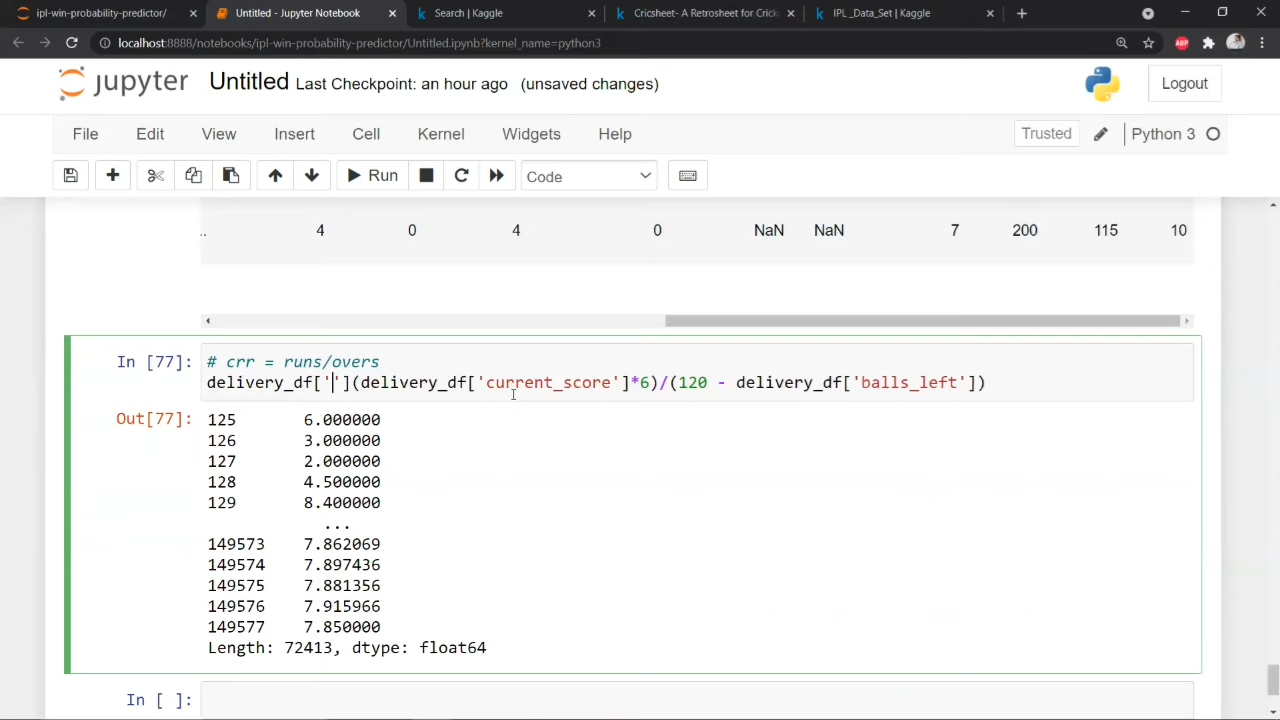 ipl-win-probability-predictor/
Untitled - Jupyter Notebook
Search | Kaggle
Cricsheet- A Retrosheet for Crick
IPL _Data_Set | Kaggle
localhost:8888/notebooks/ipl-win-probability-predictor/Untitled.ipynb?kernel_name=python3
ABP
jupyter Untitled Last Checkpoint: an hour ago (unsaved changes)
Logout
File Edit View Insert Cell Kernel Widgets Help
Trusted Python 3
Run Code
.. 4 0 4 0 NaN NaN 7 200 115 10
In [77]: # crr = runs/overs
delivery_df[''](delivery_df['current_score']*6)/(120 - delivery_df['balls_left'])
Out[77]: 125 6.000000
126 3.000000
127 2.000000
128 4.500000
129 8.400000
...
149573 7.862069
149574 7.897436
149575 7.881356
149576 7.915966
149577 7.850000
Length: 72413, dtype: float64
In [ ]: